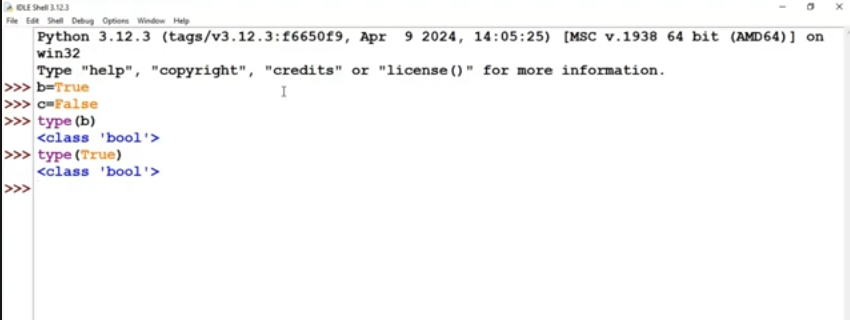 IDLE Shell 3.12.3
File Edit Shell Debug Options Window Help
Python 3.12.3 (tags/v3.12.3:f6650f9, Apr  9 2024, 14:05:25) [MSC v.1938 64 bit (AMD64)] on
win32
Type "help", "copyright", "credits" or "license()" for more information.
>>> b=True
>>> c=False
>>> type(b)
<class 'bool'>
>>> type(True)
<class 'bool'>
>>>